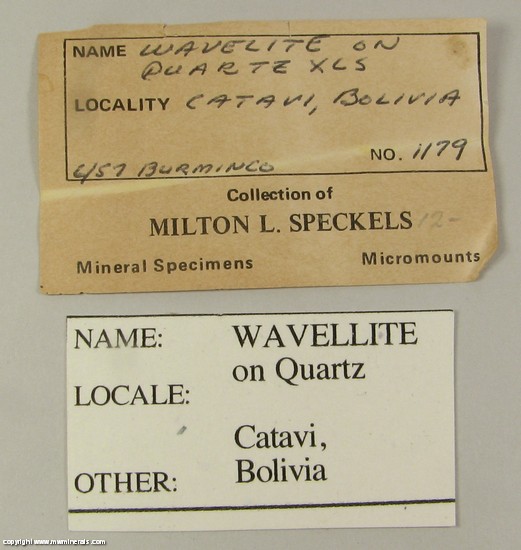 NAME WAVELITE ON
QUARTZ XLS
LOCALITY CATAVI, BOLIVIA
NO. 1179
6/57 BURMINCO
Collection of
MILTON L. SPECKELS 12-
Mineral Specimens Micromounts
NAME: WAVELLITE
on Quartz
LOCALE:
Catavi,
OTHER: Bolivia
copyright www.mwminerals.com